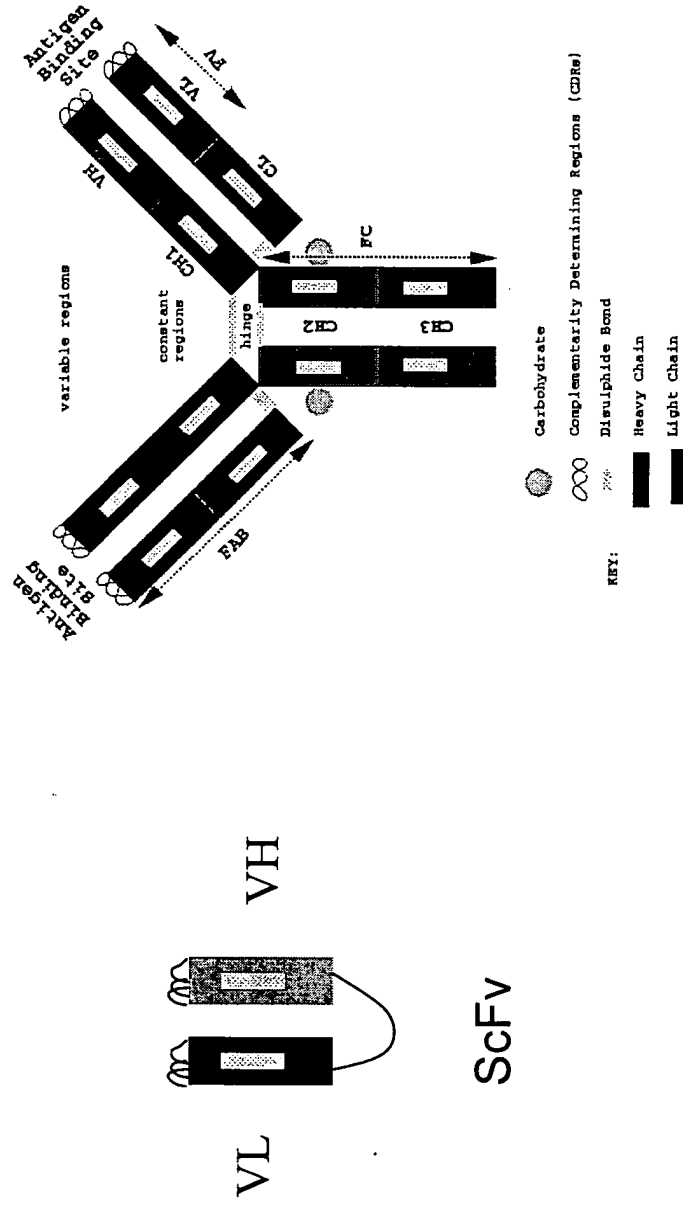 Antigen
Binding
Site
Antigen
Binding
Site
variable regions
VH
VL
FV
CH1
CL
constant
regions
hinge
FAB
CH2
CH3
FC
KEY:
Carbohydrate
Complementarity Determining Regions (CDRs)
Disulphide Bond
Heavy Chain
Light Chain
VL
VH
ScFv